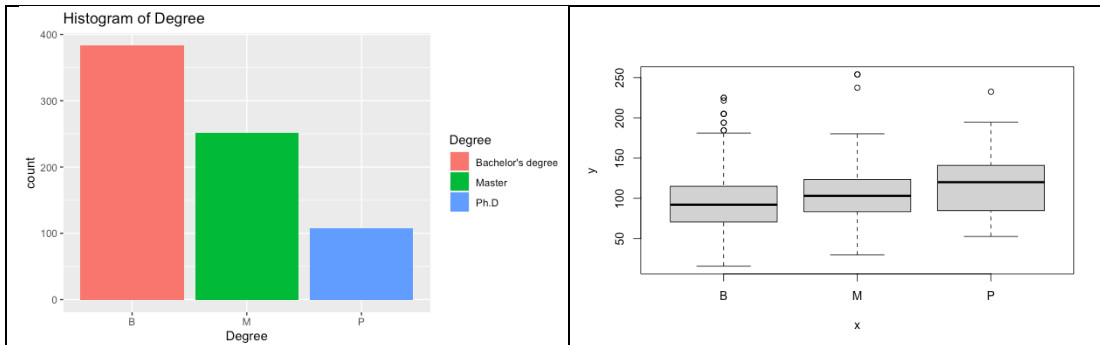 Histogram of Degree
400
300
200
100
0
count
B
M
P
Degree
Degree
Bachelor's degree
Master
Ph.D
250
200
150
100
50
y
B
M
P
x